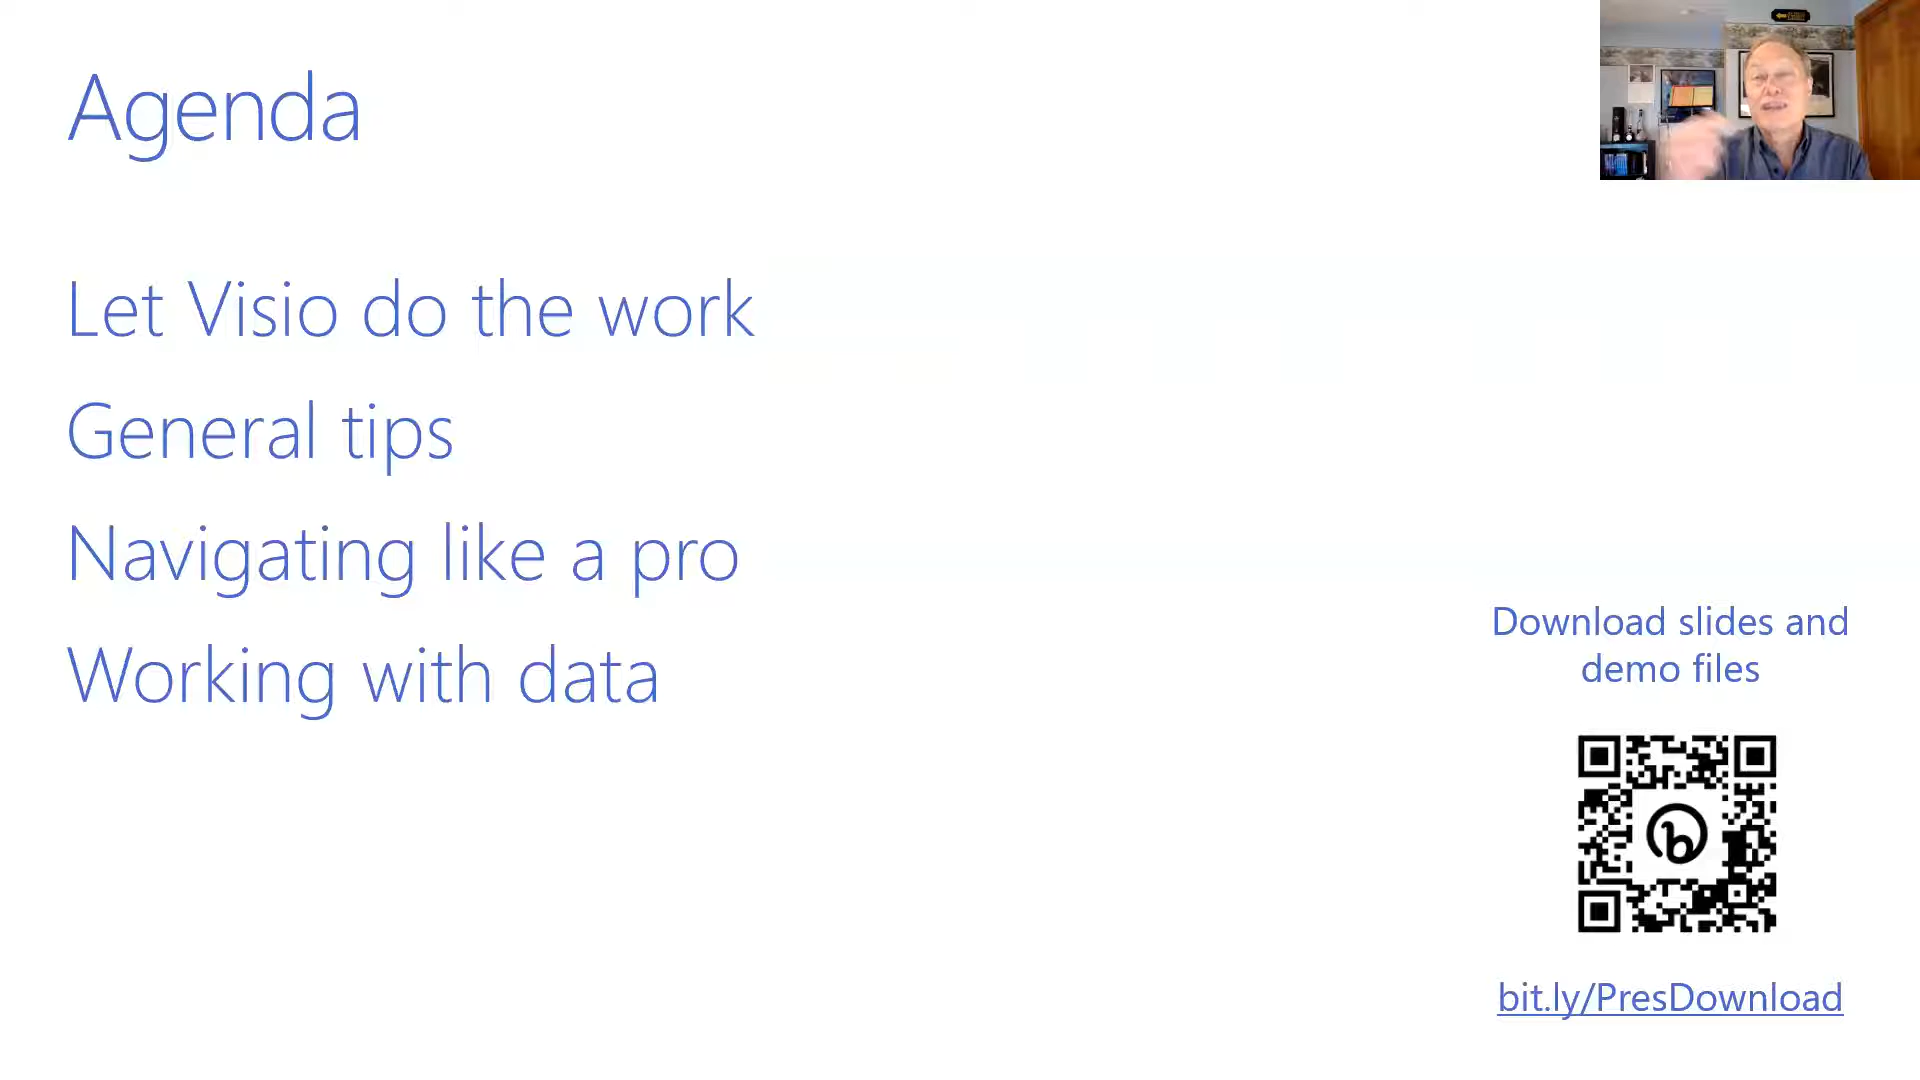 Agenda
Let Visio do the work
General tips
Navigating like a pro
Working with data
Download slides and
demo files
bit.ly/PresDownload